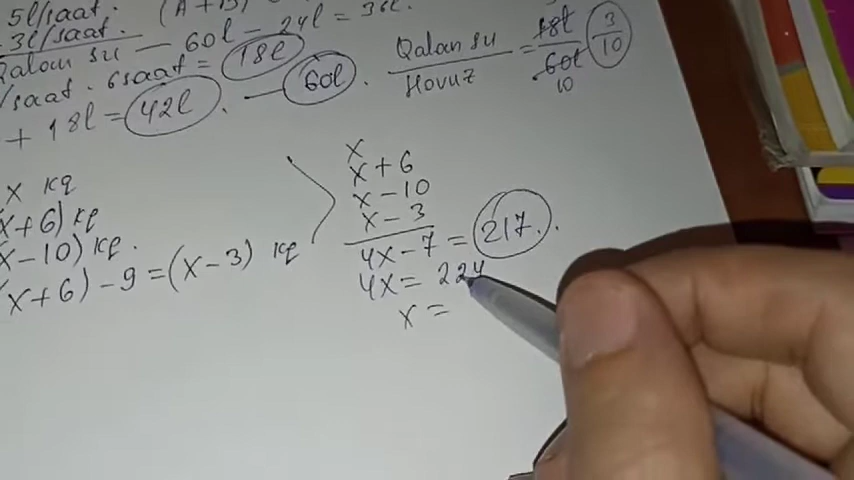 5l/saat.
3l/saat. (A+B)
Qalan su — 60l — 24l = 36l.
/saat · 6saat = 18l
+ 18l = 42l. — 60l.
Qalan su / Hovuz = 18l / 60l 3/10
10
x kq
x+6) kq
x-10) kq.
x+6) - 9 = (x-3) kq
x
x+6
x-10
x-3
4x-7 = 217.
4x = 224
x =